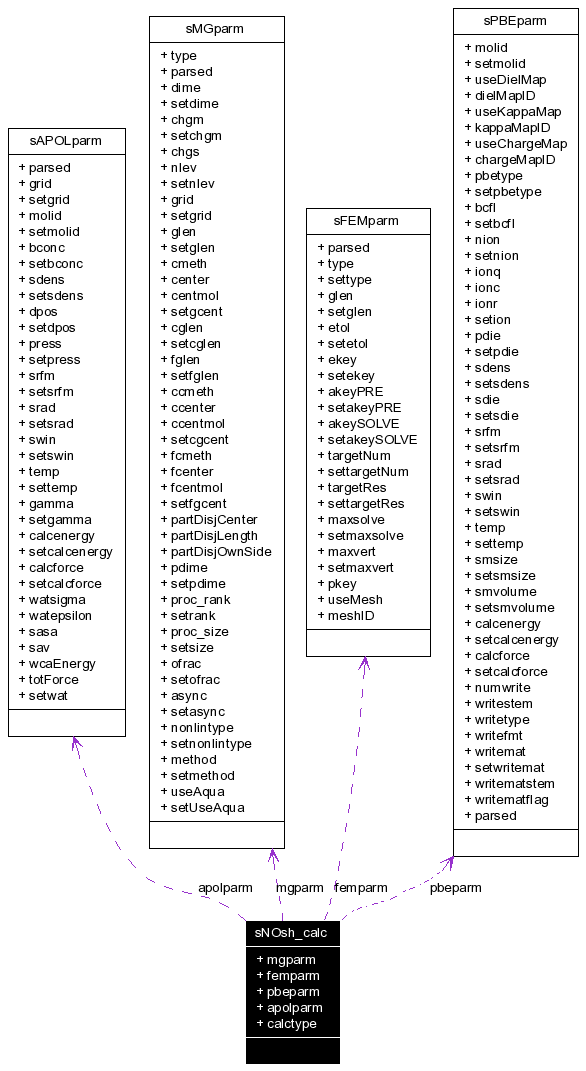 sAPOLparm
+ parsed
+ grid
+ setgrid
+ molid
+ setmolid
+ bconc
+ setbconc
+ sdens
+ setsdens
+ dpos
+ setdpos
+ press
+ setpress
+ srfm
+ setsrfm
+ srad
+ setsrad
+ swin
+ setswin
+ temp
+ settemp
+ gamma
+ setgamma
+ calcenergy
+ setcalcenergy
+ calcforce
+ setcalcforce
+ watsigma
+ watepsilon
+ sasa
+ sav
+ wcaEnergy
+ totForce
+ setwat
sMGparm
+ type
+ parsed
+ dime
+ setdime
+ chgm
+ setchgm
+ chgs
+ nlev
+ setnlev
+ grid
+ setgrid
+ glen
+ setglen
+ cmeth
+ center
+ centmol
+ setgcent
+ cglen
+ setcglen
+ fglen
+ setfglen
+ ccmeth
+ ccenter
+ ccentmol
+ setcgcent
+ fcmeth
+ fcenter
+ fcentmol
+ setfgcent
+ partDisjCenter
+ partDisjLength
+ partDisjOwnSide
+ pdime
+ setpdime
+ proc_rank
+ setrank
+ proc_size
+ setsize
+ ofrac
+ setofrac
+ async
+ setasync
+ nonlintype
+ setnonlintype
+ method
+ setmethod
+ useAqua
+ setUseAqua
sFEMparm
+ parsed
+ type
+ settype
+ glen
+ setglen
+ etol
+ setetol
+ ekey
+ setekey
+ akeyPRE
+ setakeyPRE
+ akeySOLVE
+ setakeySOLVE
+ targetNum
+ settargetNum
+ targetRes
+ settargetRes
+ maxsolve
+ setmaxsolve
+ maxvert
+ setmaxvert
+ pkey
+ useMesh
+ meshID
sPBEparm
+ molid
+ setmolid
+ useDielMap
+ dielMapID
+ useKappaMap
+ kappaMapID
+ useChargeMap
+ chargeMapID
+ pbetype
+ setpbetype
+ bcfl
+ setbcfl
+ nion
+ setnion
+ ionq
+ ionc
+ ionr
+ setion
+ pdie
+ setpdie
+ sdens
+ setsdens
+ sdie
+ setsdie
+ srfm
+ setsrfm
+ srad
+ setsrad
+ swin
+ setswin
+ temp
+ settemp
+ smsize
+ setsmsize
+ smvolume
+ setsmvolume
+ calcenergy
+ setcalcenergy
+ calcforce
+ setcalcforce
+ numwrite
+ writestem
+ writetype
+ writefmt
+ writemat
+ setwritemat
+ writematstem
+ writematflag
+ parsed
apolparm
mgparm
femparm
pbeparm
sNOsh_calc
+ mgparm
+ femparm
+ pbeparm
+ apolparm
+ calctype